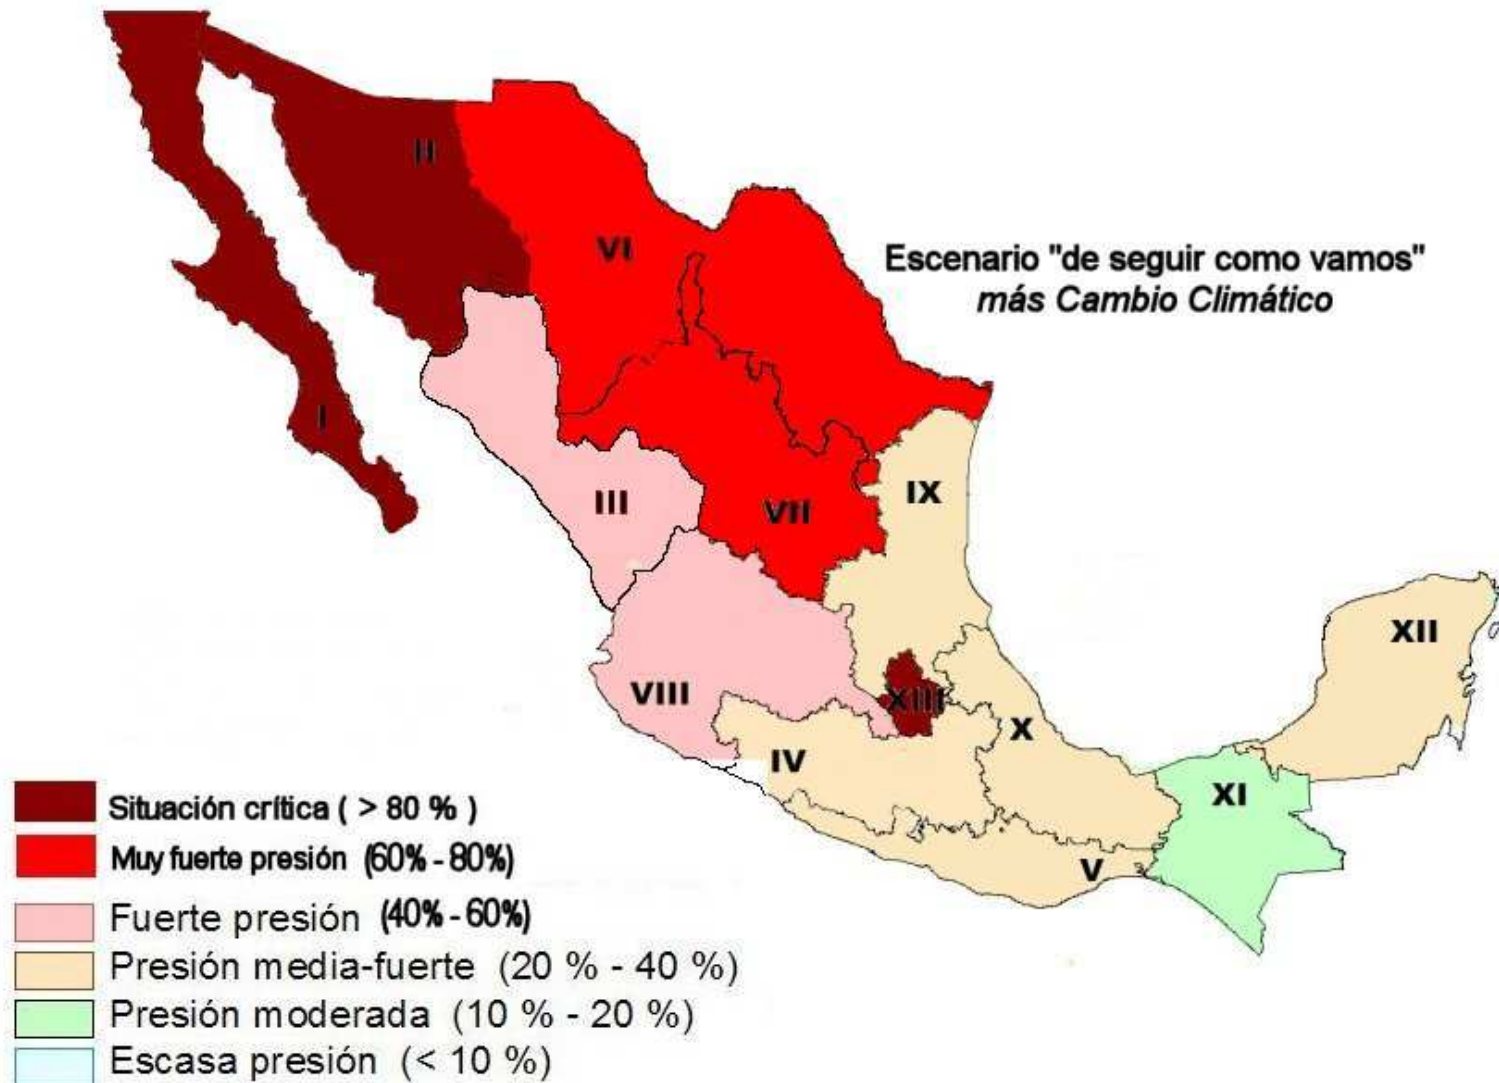 II
VI
Escenario "de seguir como vamos"
más Cambio Climático
I
III
VII
IX
XII
VIII
XIII
X
IV
XI
V
Situación crítica ( > 80 % )
Muy fuerte presión (60% - 80%)
Fuerte presión (40% - 60%)
Presión media-fuerte (20 % - 40 %)
Presión moderada (10 % - 20 %)
Escasa presión (< 10 %)